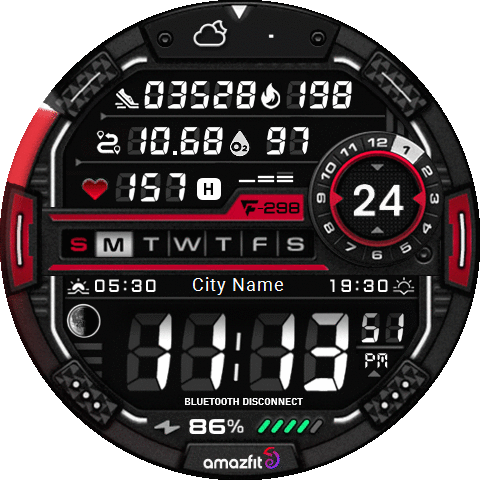 03528 198
10.68 O2 97
157 H
F-298
12 1 2 3 4 5 6 7 8 9 10 11
24
S M T W T F S
05:30 City Name 19:30
11:13 51
PM
BLUETOOTH DISCONNECT
86%
amazfit